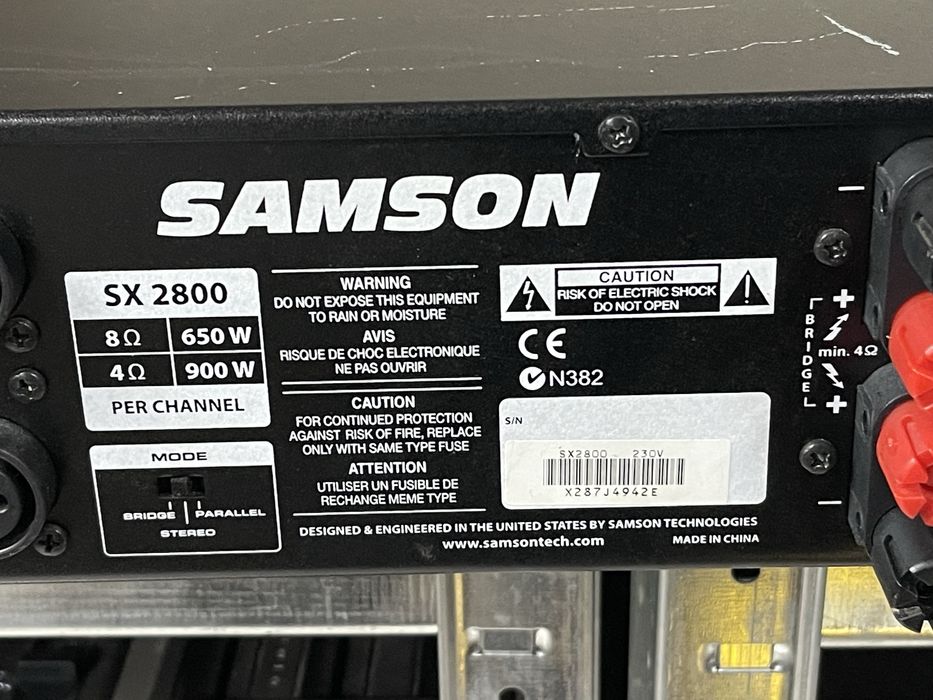 SAMSON
SX 2800
8Ω 650 W
4Ω 900 W
PER CHANNEL
MODE
BRIDGE PARALLEL
STEREO
WARNING
DO NOT EXPOSE THIS EQUIPMENT
TO RAIN OR MOISTURE
AVIS
RISQUE DE CHOC ELECTRONIQUE
NE PAS OUVRIR
CAUTION
FOR CONTINUED PROTECTION
AGAINST RISK OF FIRE, REPLACE
ONLY WITH SAME TYPE FUSE
ATTENTION
UTILISER UN FUSIBLE DE
RECHANGE MEME TYPE
CAUTION
RISK OF ELECTRIC SHOCK
DO NOT OPEN
CE
N382
S/N
SX2800 230V
X287J4942E
DESIGNED & ENGINEERED IN THE UNITED STATES BY SAMSON TECHNOLOGIES
www.samsontech.com MADE IN CHINA
−
+
BRIDGE
min. 4Ω
+
−